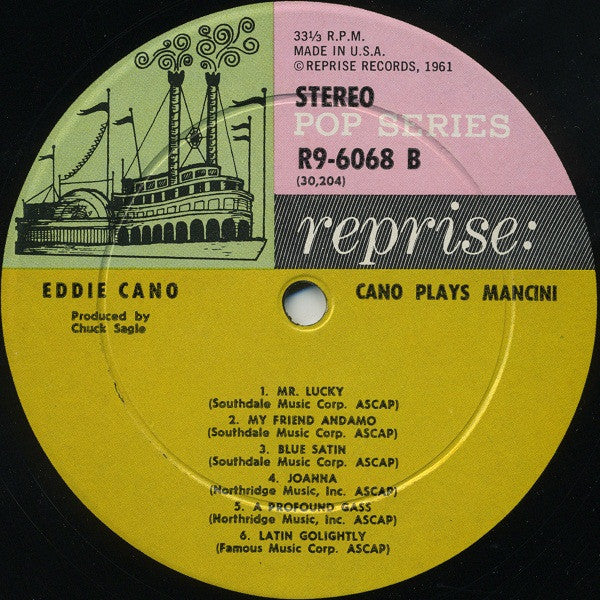 33⅓ R.P.M.
MADE IN U.S.A.
©REPRISE RECORDS, 1961
STEREO
POP SERIES
R9-6068 B
(30,204)
reprise:
EDDIE CANO
Produced by
Chuck Sagle
CANO PLAYS MANCINI
1. MR. LUCKY
(Southdale Music Corp. ASCAP)
2. MY FRIEND ANDAMO
(Southdale Music Corp. ASCAP)
3. BLUE SATIN
(Southdale Music Corp. ASCAP)
4. JOANNA
(Northridge Music, Inc. ASCAP)
5. A PROFOUND GASS
(Northridge Music, Inc. ASCAP)
6. LATIN GOLIGHTLY
(Famous Music Corp. ASCAP)